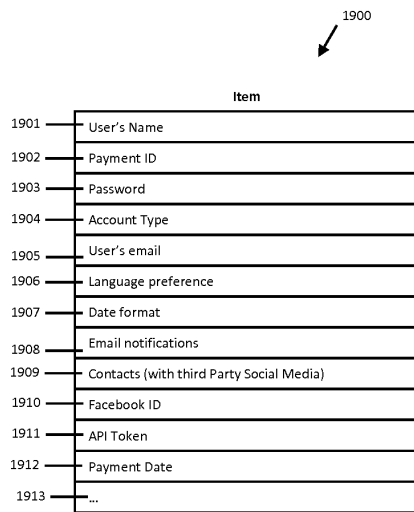 1900
Item
1901 User's Name
1902 Payment ID
1903 Password
1904 Account Type
1905 User's email
1906 Language preference
1907 Date format
1908 Email notifications
1909 Contacts (with third Party Social Media)
1910 Facebook ID
1911 API Token
1912 Payment Date
1913 ...